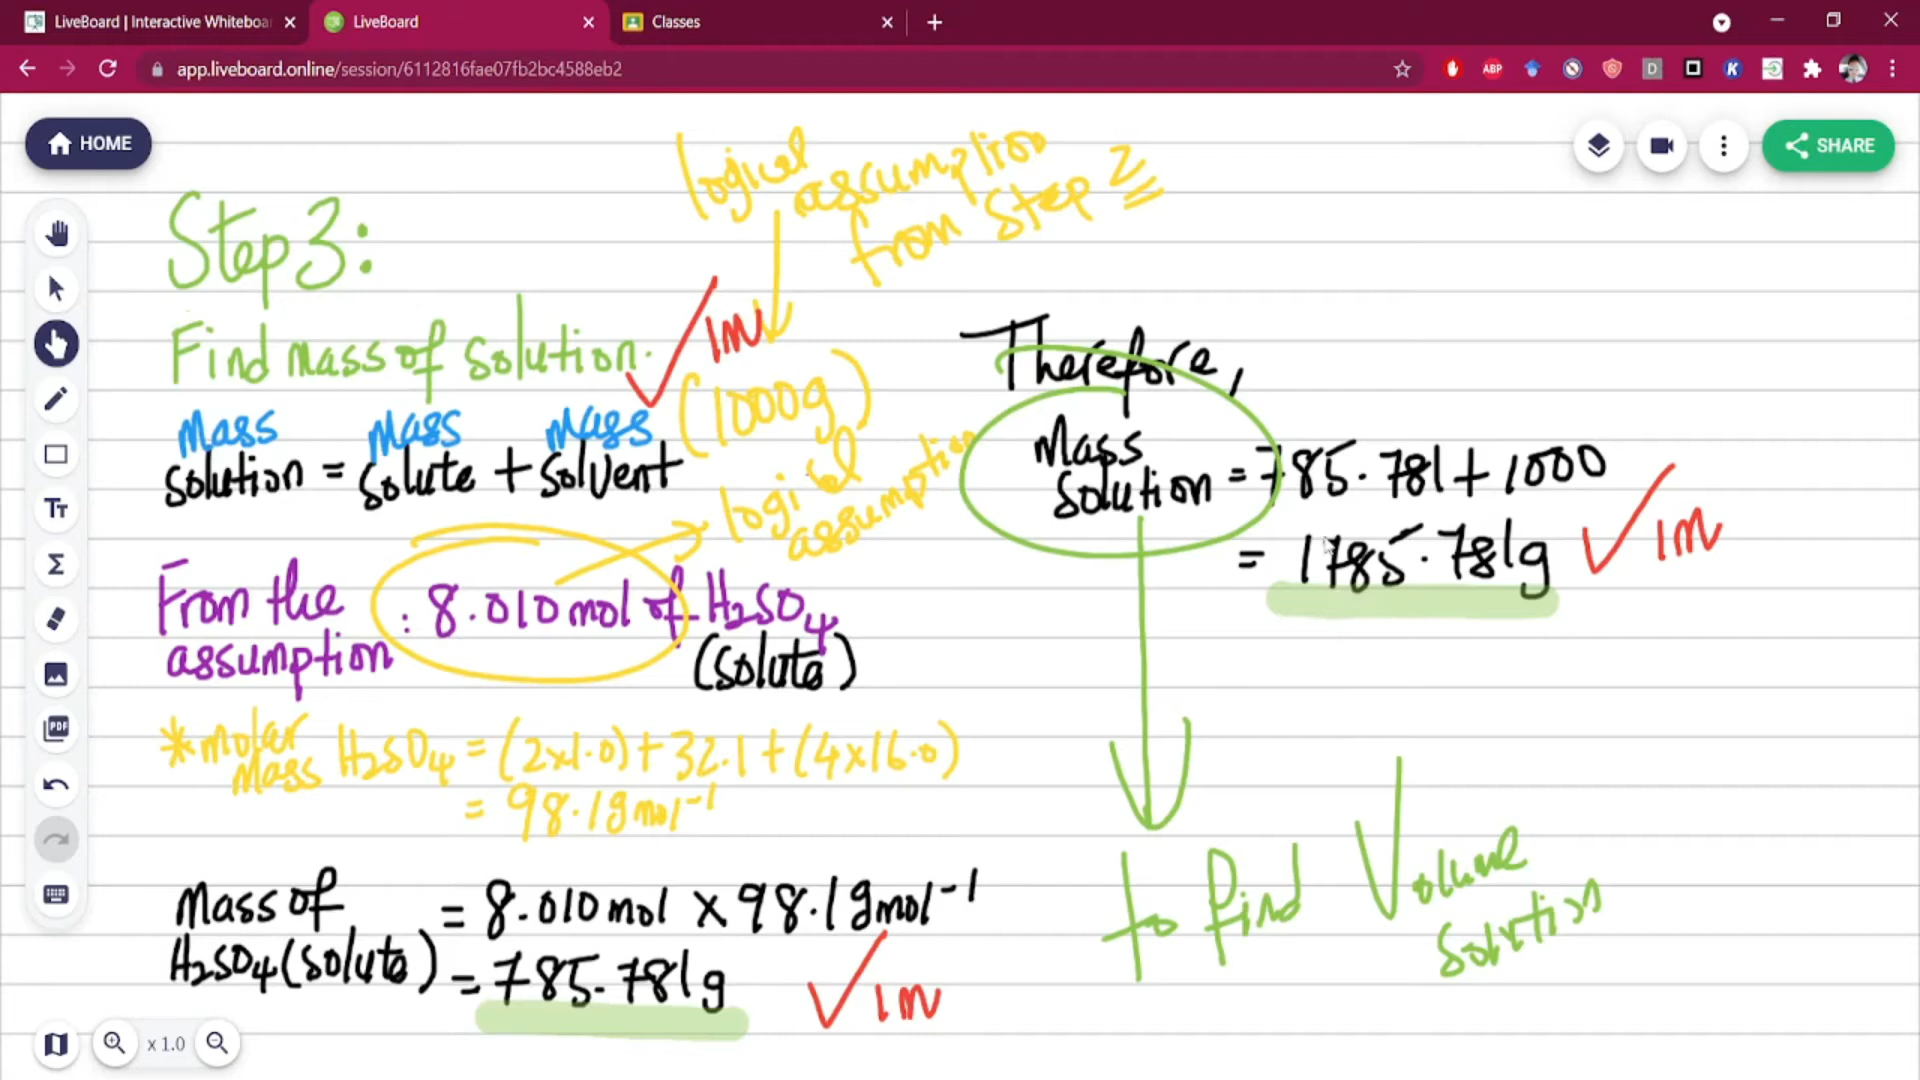 LiveBoard | Interactive Whiteboa
LiveBoard
Classes
app.liveboard.online/session/6112816fae07fb2bc4588eb2
ABP
D
K
HOME
SHARE
logical assumption
from Step 2
Step 3:
Find mass of solution.
1m
(1000g)
logical
assumption
Mass Mass Mass
solution = solute + solvent
From the
assumption : 8.010 mol of H₂SO₄
(solute)
*molar
mass H₂SO₄ = (2x1.0) + 32.1 + (4x16.0)
= 98.1gmol⁻¹
Mass of
H₂SO₄ (solute) = 8.010 mol x 98.1gmol⁻¹
= 785.781g
1m
Therefore,
Mass
solution = 785.781 + 1000
= 1785.781g
1m
to find Volume
solution
Tт
Σ
PDF
x 1.0